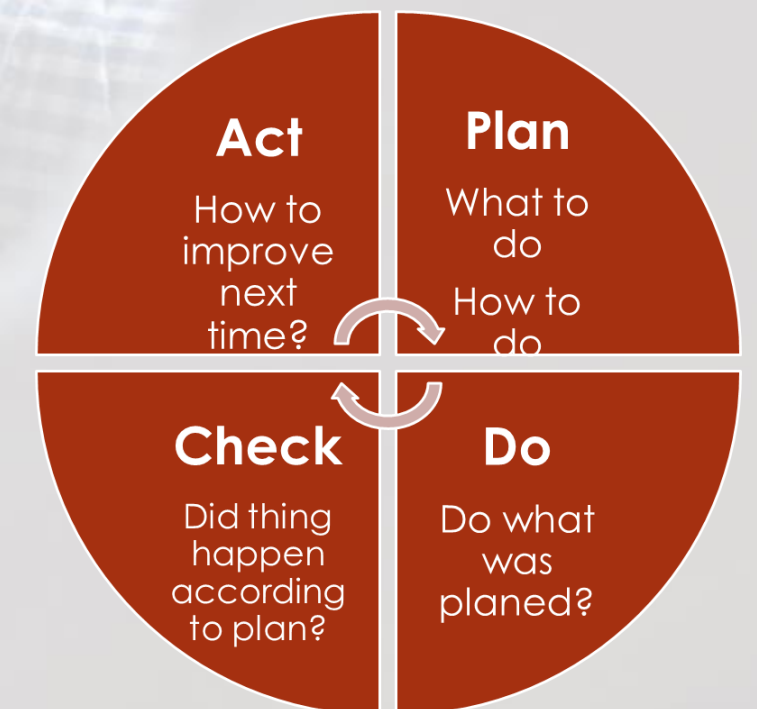 Act
How to
improve
next
time?
Plan
What to
do
How to
do
Check
Did thing
happen
according
to plan?
Do
Do what
was
planed?